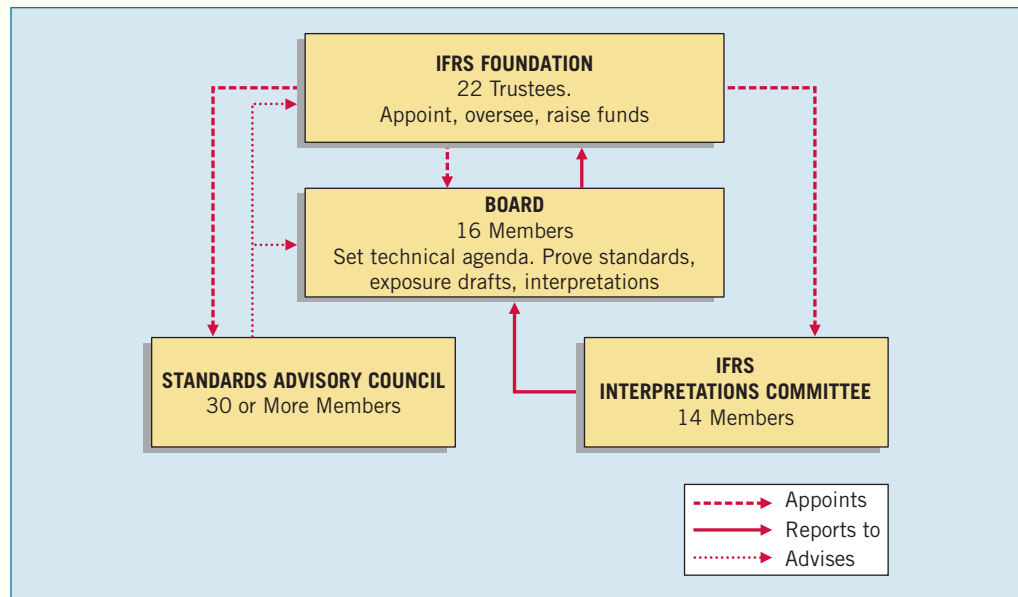 IFRS FOUNDATION
22 Trustees.
Appoint, oversee, raise funds
BOARD
16 Members
Set technical agenda. Prove standards,
exposure drafts, interpretations
STANDARDS ADVISORY COUNCIL
30 or More Members
IFRS
INTERPRETATIONS COMMITTEE
14 Members
Appoints
Reports to
Advises